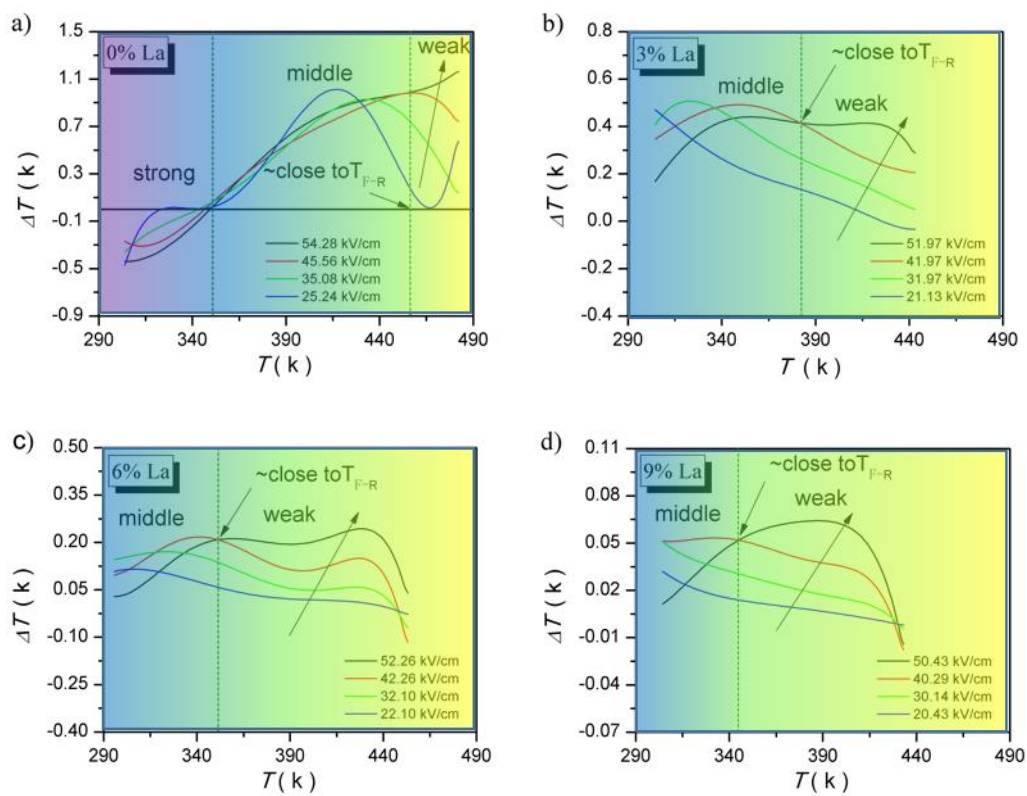 a)
0% La
1.5
1.1
0.7
0.3
-0.1
-0.5
-0.9
ΔT(k)
strong
middle
weak
~close toT_F-R
54.28 kV/cm
45.56 kV/cm
35.08 kV/cm
25.24 kV/cm
290 340 390 440 490
T(k)
b)
3% La
0.8
0.6
0.4
0.2
0.0
0.2
0.4
ΔT(k)
~close toT_F-R
middle
weak
51.97 kV/cm
41.97 kV/cm
31.97 kV/cm
21.13 kV/cm
290 340 390 440 490
T(k)
c)
6% La
0.50
0.35
0.20
0.05
-0.10
-0.25
-0.40
ΔT(k)
~close toT_F-R
middle
weak
52.26 kV/cm
42.26 kV/cm
32.10 kV/cm
22.10 kV/cm
290 340 390 440 490
T(k)
d)
9% La
0.11
0.08
0.05
0.02
-0.01
-0.04
-0.07
ΔT(k)
~close toT_F-R
middle
weak
50.43 kV/cm
40.29 kV/cm
30.14 kV/cm
20.43 kV/cm
290 340 390 440 490
T(k)